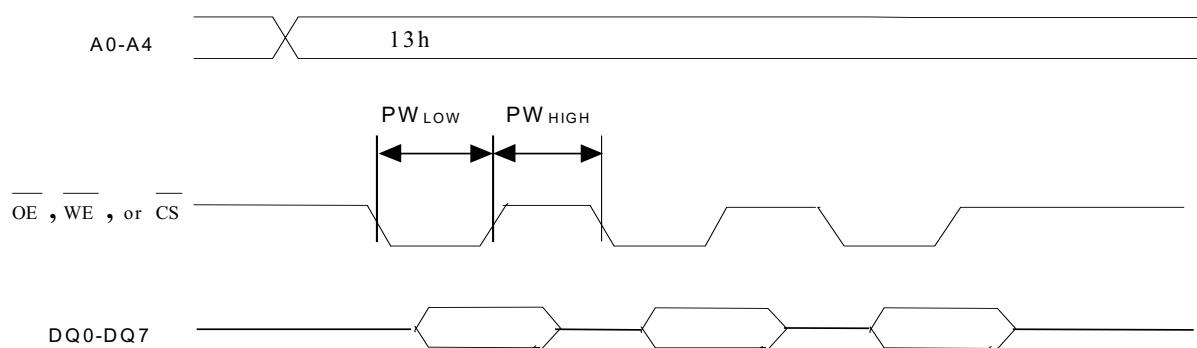 A0-A4
13h
PW LOW
PW HIGH
OE , WE , or CS
DQ0-DQ7